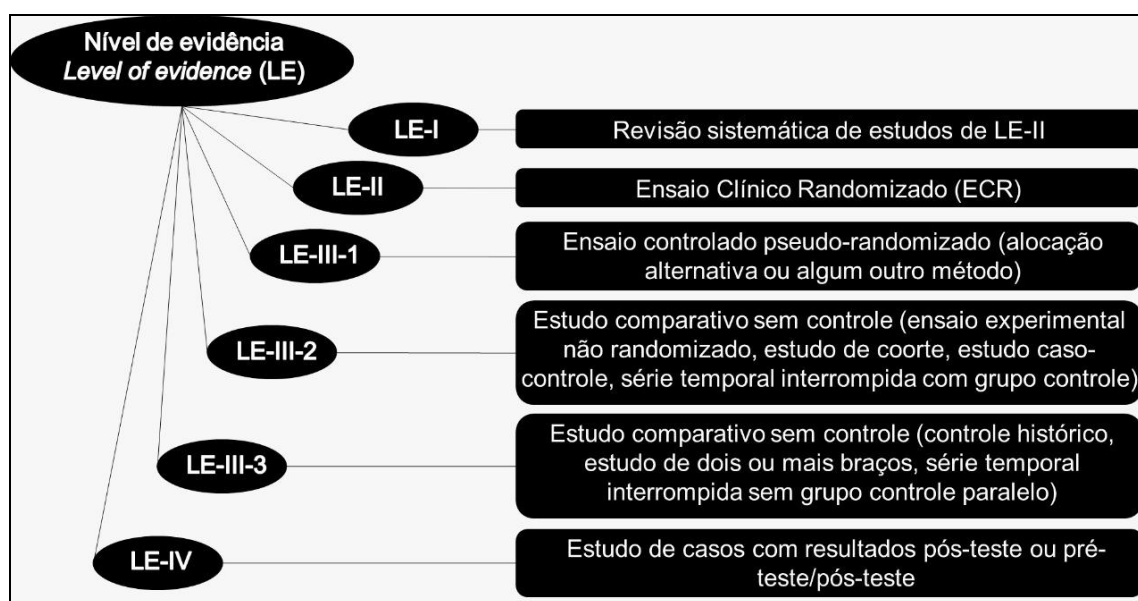 Nível de evidência
Level of evidence (LE)
LE-I
Revisão sistemática de estudos de LE-II
LE-II
Ensaio Clínico Randomizado (ECR)
LE-III-1
Ensaio controlado pseudo-randomizado (alocação
alternativa ou algum outro método)
LE-III-2
Estudo comparativo sem controle (ensaio experimental
não randomizado, estudo de coorte, estudo caso-
controle, série temporal interrompida com grupo controle)
LE-III-3
Estudo comparativo sem controle (controle histórico,
estudo de dois ou mais braços, série temporal
interrompida sem grupo controle paralelo)
LE-IV
Estudo de casos com resultados pós-teste ou pré-
teste/pós-teste